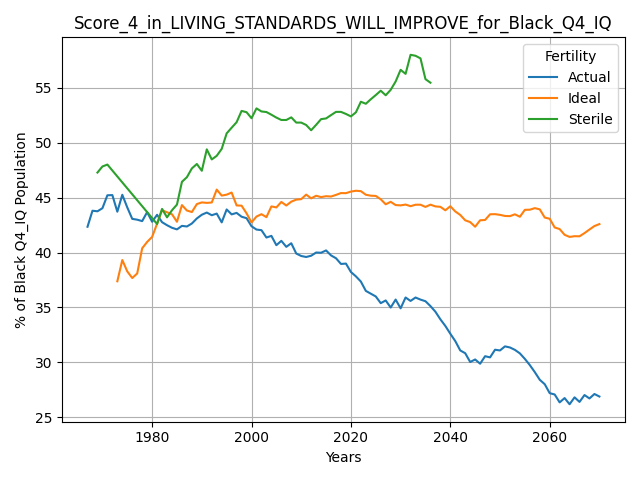 Score_4_in_LIVING_STANDARDS_WILL_IMPROVE_for_Black_Q4_IQ
Fertility
Actual
Ideal
Sterile
% of Black Q4_IQ Population
55
50
45
40
35
30
25
1980
2000
2020
2040
2060
Years